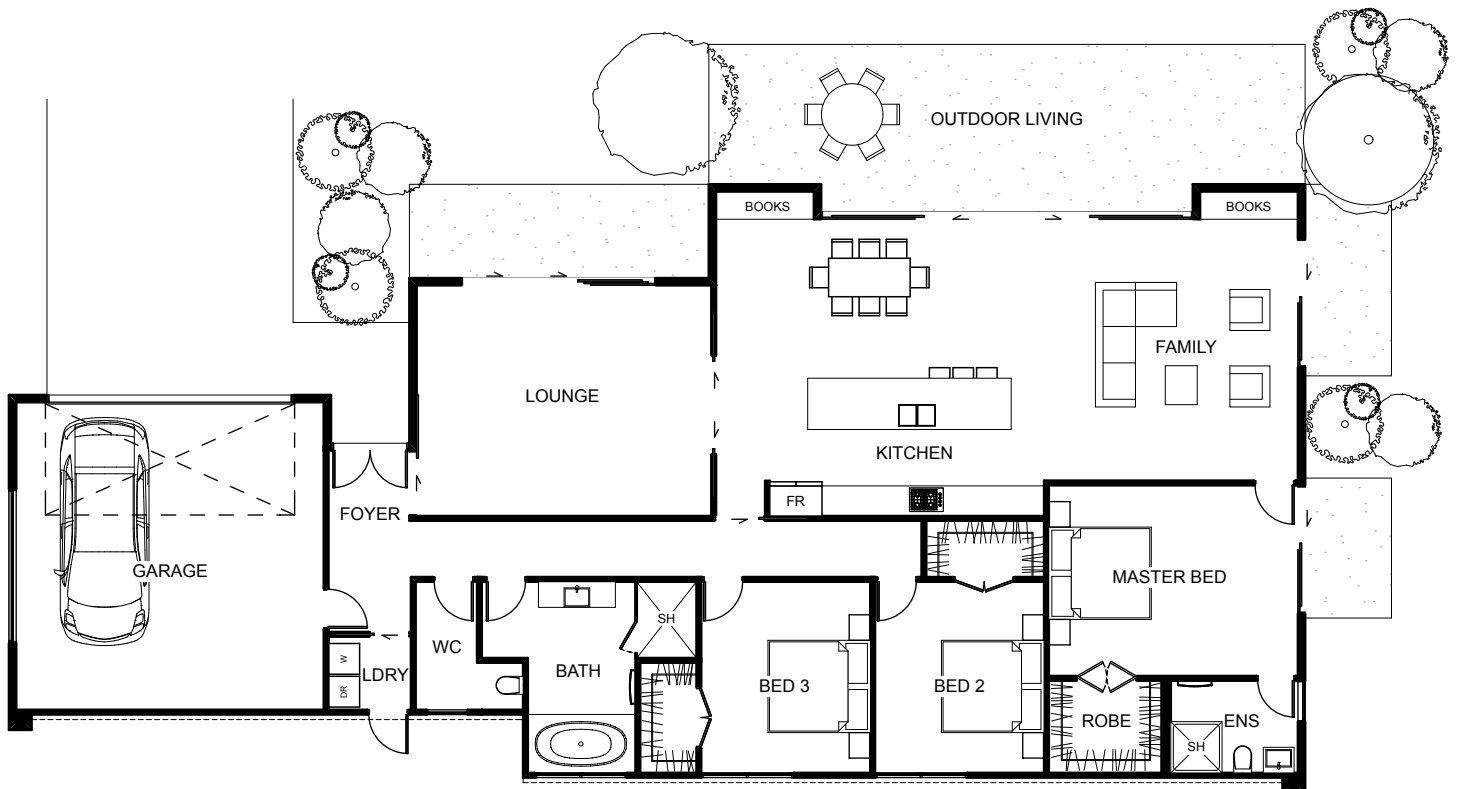 OUTDOOR LIVING
BOOKS
BOOKS
FAMILY
LOUNGE
KITCHEN
FR
FOYER
GARAGE
MASTER BED
SH
WC
W
LDRY
BATH
DR
BED 3
BED 2
ROBE
ENS
SH